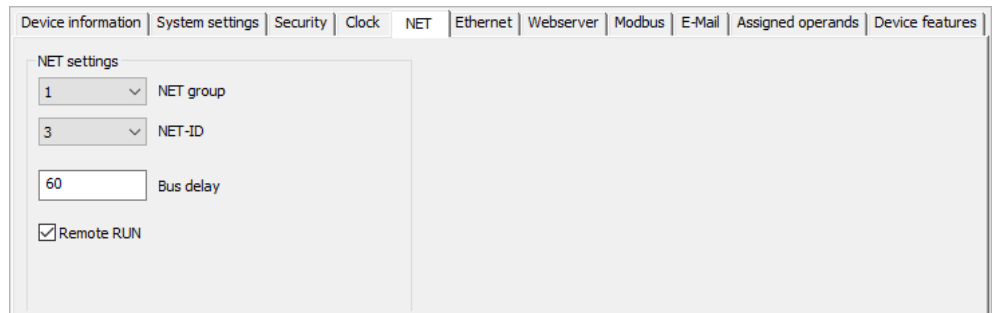 Device information System settings Security Clock NET Ethernet Webserver Modbus E-Mail Assigned operands Device features
NET settings
1 NET group
3 NET-ID
60 Bus delay
Remote RUN